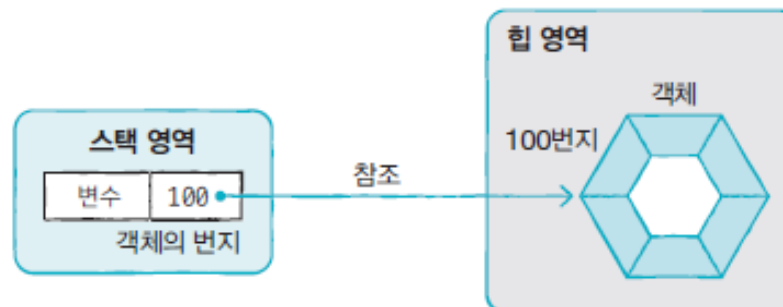 힙 영역
객체
100번지
스택 영역
변수 100
객체의 번지
참조